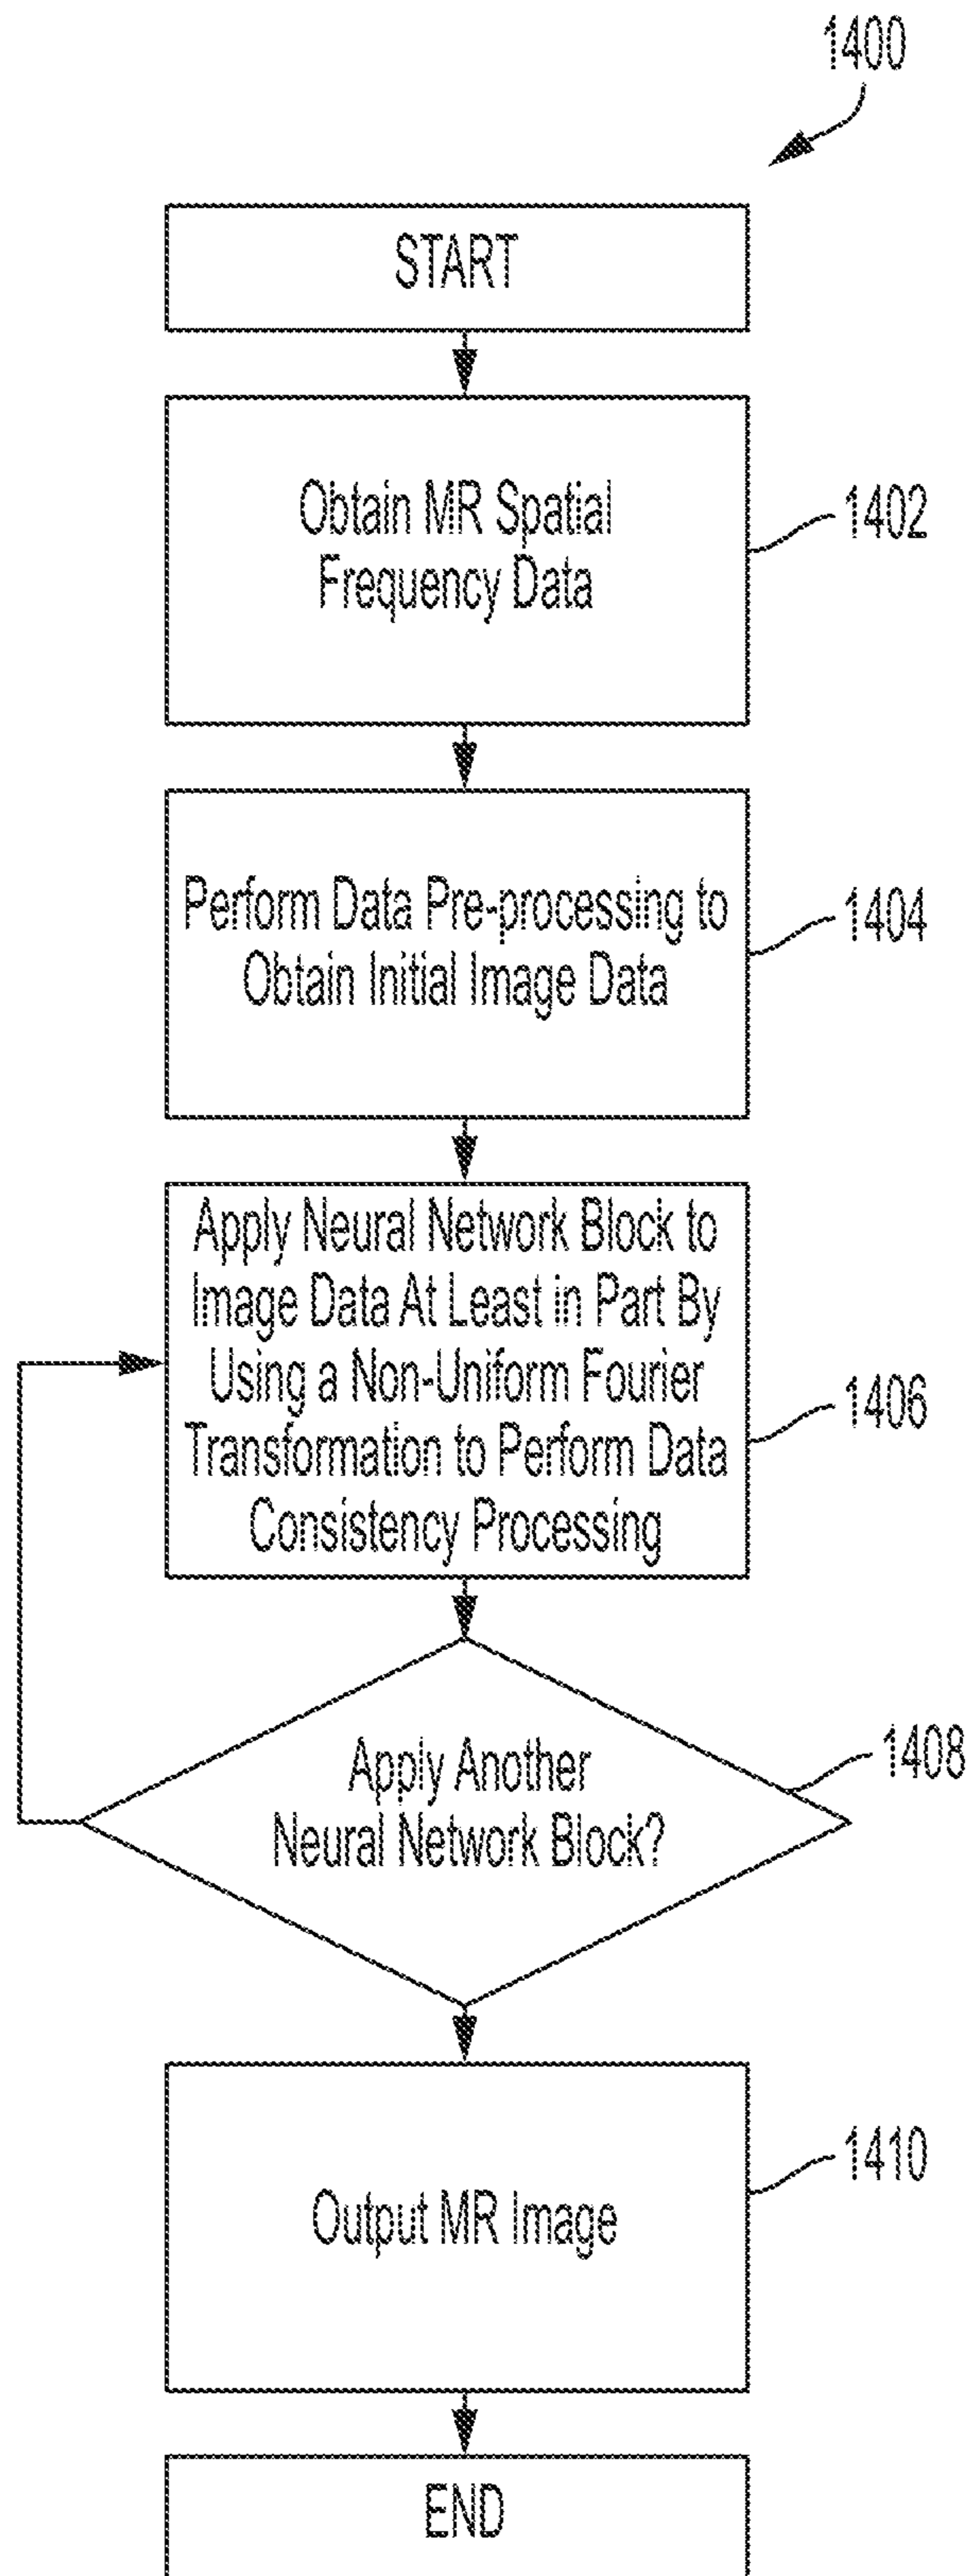 1400
START
Obtain MR Spatial
Frequency Data
1402
Perform Data Pre-processing to
Obtain Initial Image Data
1404
Apply Neural Network Block to
Image Data At Least in Part By
Using a Non-Uniform Fourier
Transformation to Perform Data
Consistency Processing
1406
Apply Another
Neural Network Block?
1408
Output MR Image
1410
END